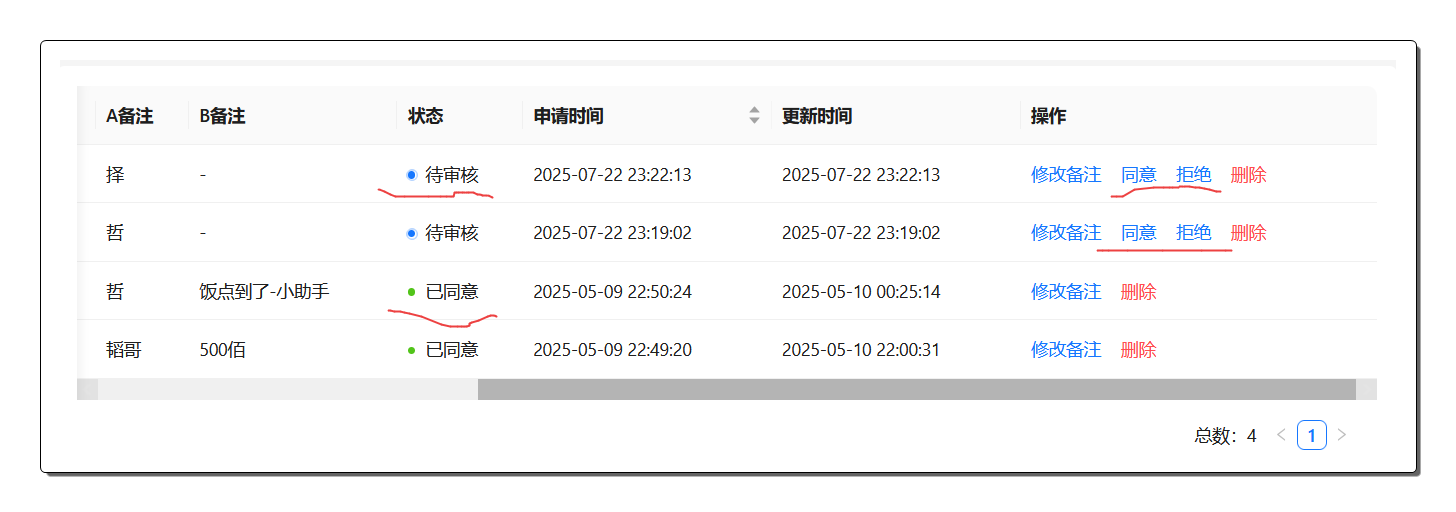 A备注 B备注 状态 申请时间 更新时间 操作
择 - 待审核 2025-07-22 23:22:13 2025-07-22 23:22:13 修改备注 同意 拒绝 删除
哲 - 待审核 2025-07-22 23:19:02 2025-07-22 23:19:02 修改备注 同意 拒绝 删除
哲 饭点到了-小助手 已同意 2025-05-09 22:50:24 2025-05-10 00:25:14 修改备注 删除
韬哥 500佰 已同意 2025-05-09 22:49:20 2025-05-10 22:00:31 修改备注 删除
总数：4 < 1 >